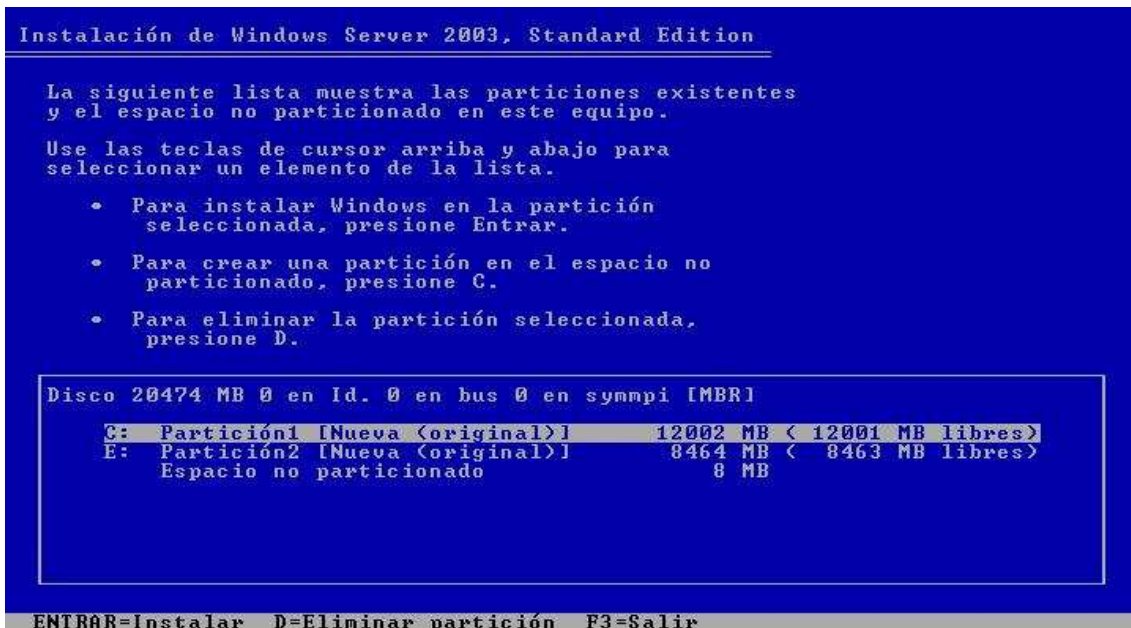 Instalación de Windows Server 2003, Standard Edition
La siguiente lista muestra las particiones existentes
y el espacio no particionado en este equipo.
Use las teclas de cursor arriba y abajo para
seleccionar un elemento de la lista.
• Para instalar Windows en la partición
seleccionada, presione Entrar.
• Para crear una partición en el espacio no
particionado, presione C.
• Para eliminar la partición seleccionada,
presione D.
Disco 20474 MB 0 en Id. 0 en bus 0 en symmpi [MBR]
C: Partición1 [Nueva (original)] 12002 MB ( 12001 MB libres)
E: Partición2 [Nueva (original)] 8464 MB ( 8463 MB libres)
Espacio no particionado 8 MB
ENTRAR=Instalar D=Eliminar partición F3=Salir